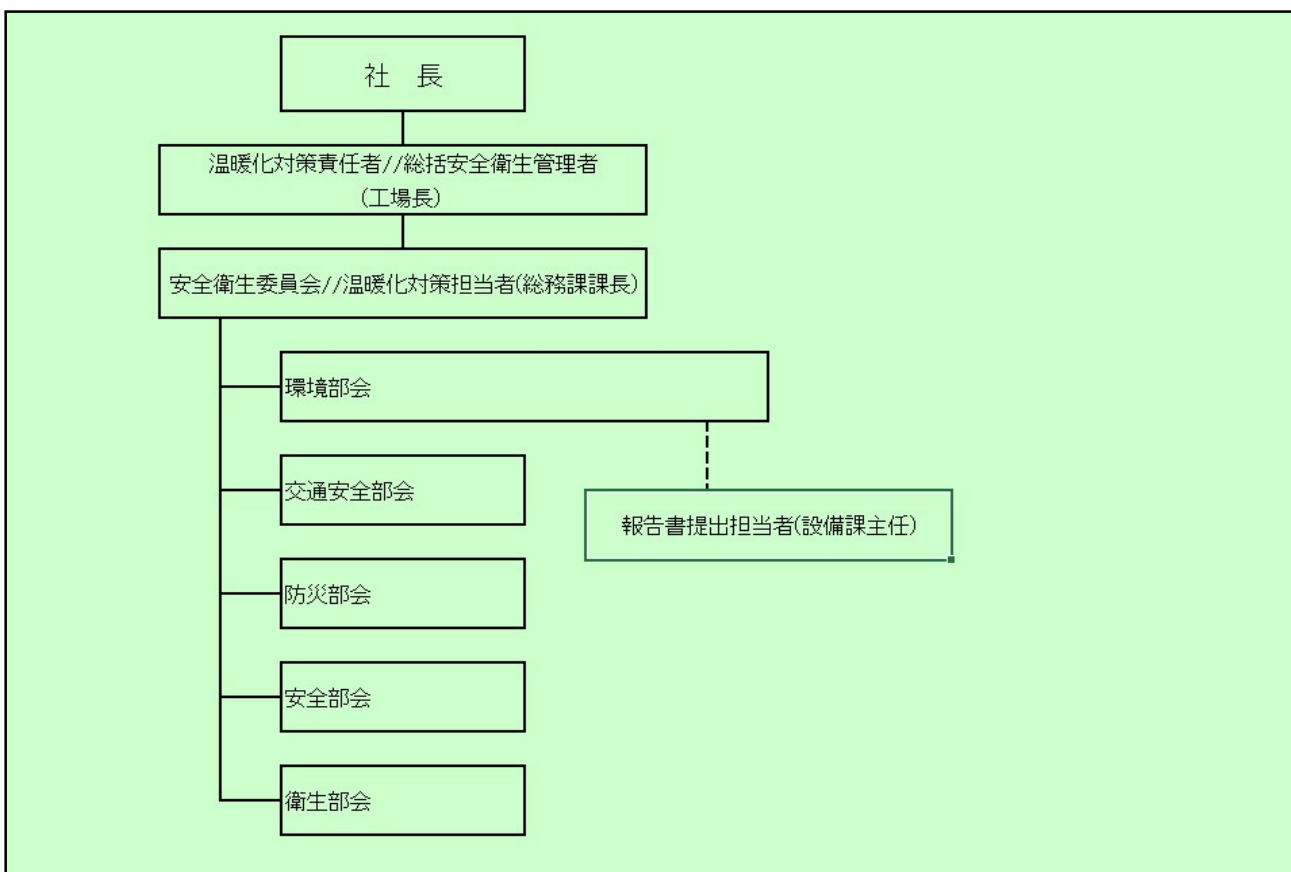 社　長
温暖化対策責任者//総括安全衛生管理者
(工場長)
安全衛生委員会//温暖化対策担当者(総務課課長)
環境部会
交通安全部会
報告書提出担当者(設備課主任)
防災部会
安全部会
衛生部会